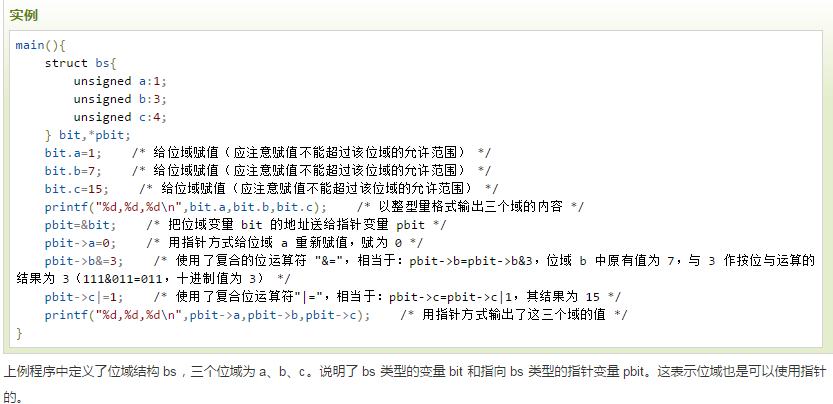 实例
main(){
struct bs{
unsigned a:1;
unsigned b:3;
unsigned c:4;
} bit,*pbit;
bit.a=1; /* 给位域赋值（应注意赋值不能超过该位域的允许范围） */
bit.b=7; /* 给位域赋值（应注意赋值不能超过该位域的允许范围） */
bit.c=15; /* 给位域赋值（应注意赋值不能超过该位域的允许范围） */
printf("%d,%d,%d\n",bit.a,bit.b,bit.c); /* 以整型量格式输出三个域的内容 */
pbit=&bit; /* 把位域变量 bit 的地址送给指针变量 pbit */
pbit->a=0; /* 用指针方式给位域 a 重新赋值，赋为 0 */
pbit->b&=3; /* 使用了复合的位运算符 "&="，相当于：pbit->b=pbit->b&3，位域 b 中原有值为 7，与 3 作按位与运算的
结果为 3（111&011=011，十进制值为 3） */
pbit->c|=1; /* 使用了复合位运算符"|="，相当于：pbit->c=pbit->c|1，其结果为 15 */
printf("%d,%d,%d\n",pbit->a,pbit->b,pbit->c); /* 用指针方式输出了这三个域的值 */
}
上例程序中定义了位域结构 bs，三个位域为 a、b、c。说明了 bs 类型的变量 bit 和指向 bs 类型的指针变量 pbit。这表示位域也是可以使用指针
的。